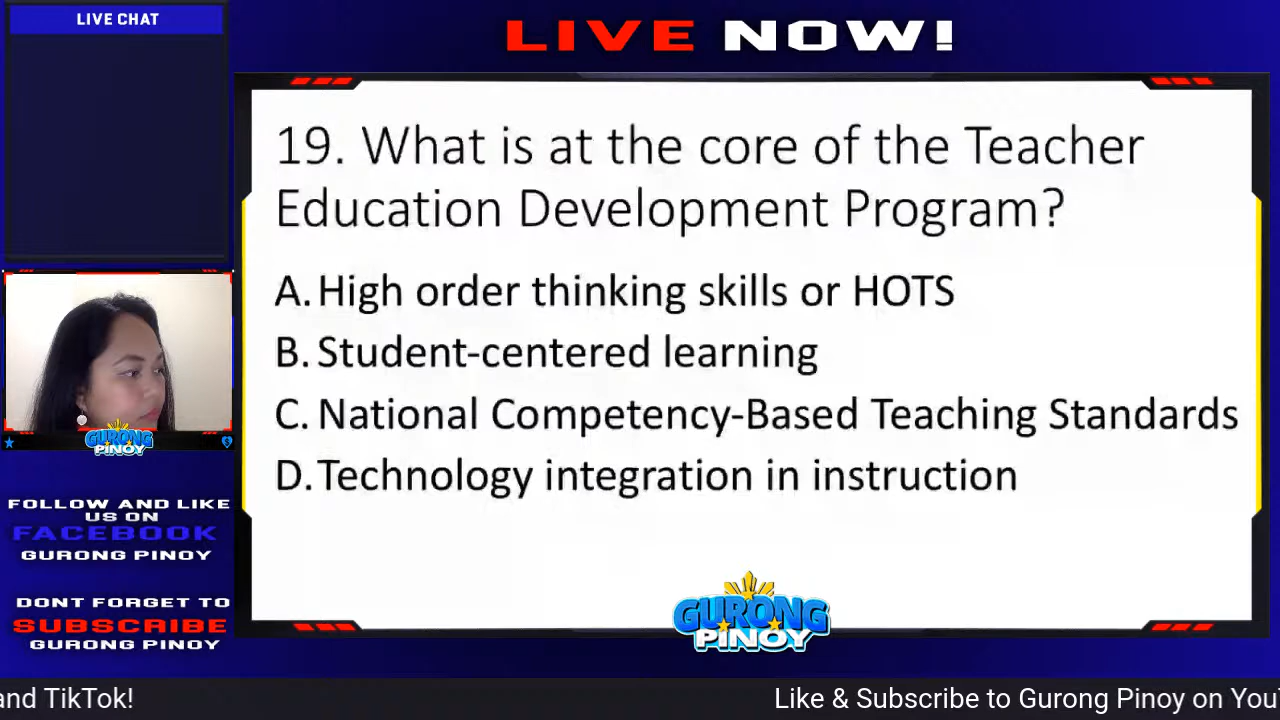 LIVE CHAT
LIVE NOW!
19. What is at the core of the Teacher
Education Development Program?
A. High order thinking skills or HOTS
B. Student-centered learning
C. National Competency-Based Teaching Standards
D. Technology integration in instruction
GURONG
PINOY
FOLLOW AND LIKE
US ON
FACEBOOK
GURONG PINOY
DONT FORGET TO
SUBSCRIBE
GURONG PINOY
GURONG
PINOY
and TikTok!
Like & Subscribe to Gurong Pinoy on You